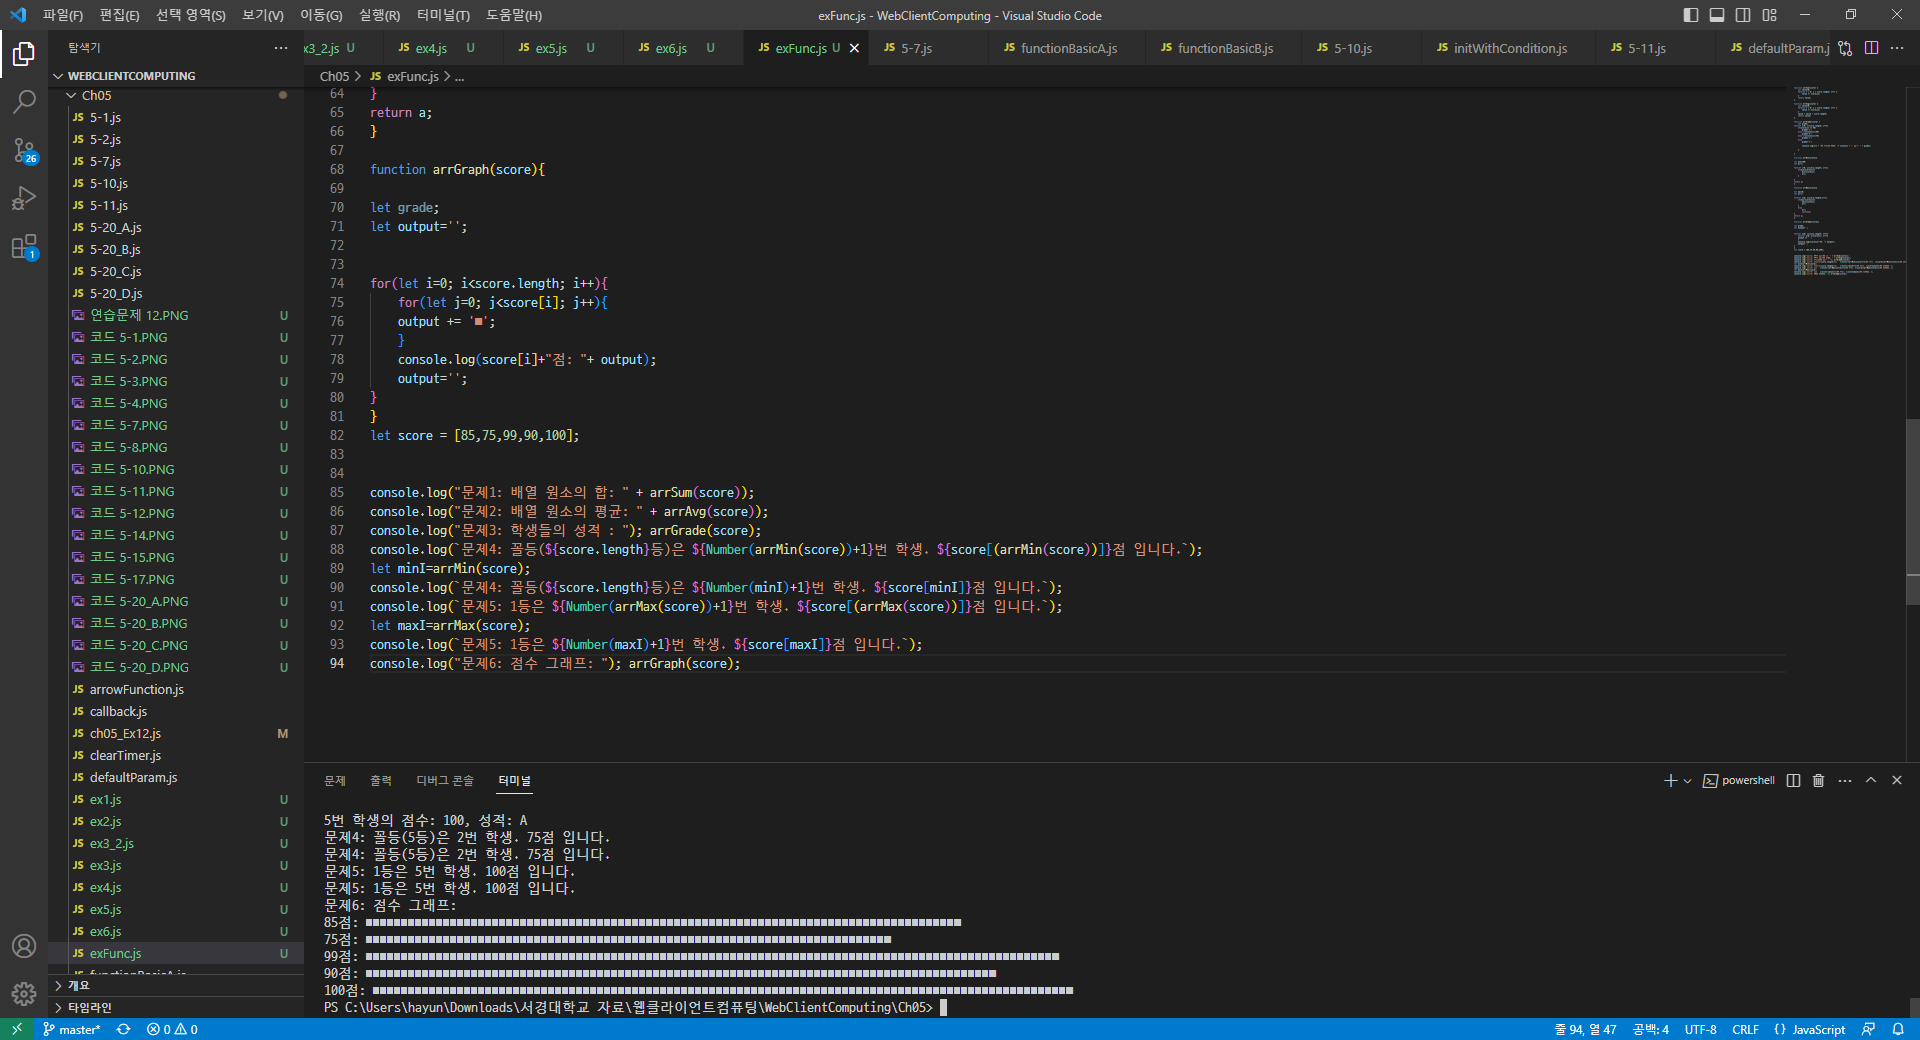 파일(F) 편집(E) 선택 영역(S) 보기(V) 이동(G) 실행(R) 터미널(T) 도움말(H)
exFunc.js - WebClientComputing - Visual Studio Code
탐색기
x3_2.js U
JS ex4.js U
JS ex5.js U
JS ex6.js U
JS exFunc.js U
JS 5-7.js
JS functionBasicA.js
JS functionBasicB.js
JS 5-10.js
JS initWithCondition.js
JS 5-11.js
JS defaultParam.j
WEBCLIENTCOMPUTING
Ch05
JS 5-1.js
JS 5-2.js
JS 5-7.js
JS 5-10.js
JS 5-11.js
JS 5-20_A.js
JS 5-20_B.js
JS 5-20_C.js
JS 5-20_D.js
연습문제 12.PNG U
코드 5-1.PNG U
코드 5-2.PNG U
코드 5-3.PNG U
코드 5-4.PNG U
코드 5-7.PNG U
코드 5-8.PNG U
코드 5-10.PNG U
코드 5-11.PNG U
코드 5-12.PNG U
코드 5-14.PNG U
코드 5-15.PNG U
코드 5-17.PNG U
코드 5-20_A.PNG U
코드 5-20_B.PNG U
코드 5-20_C.PNG U
코드 5-20_D.PNG U
JS arrowFunction.js
JS callback.js
JS ch05_Ex12.js M
JS clearTimer.js
JS defaultParam.js
JS ex1.js U
JS ex2.js U
JS ex3_2.js U
JS ex3.js U
JS ex4.js U
JS ex5.js U
JS ex6.js U
JS exFunc.js U
개요
타임라인
26
1
Ch05 > JS exFunc.js > ...
64 }
65 return a;
66 }
67
68 function arrGraph(score){
69
70 let grade;
71 let output='';
72
73
74 for(let i=0; i<score.length; i++){
75 for(let j=0; j<score[i]; j++){
76 output += '■';
77 }
78 console.log(score[i]+"점: "+ output);
79 output='';
80 }
81 }
82 let score = [85,75,99,90,100];
83
84
85 console.log("문제1: 배열 원소의 합: " + arrSum(score));
86 console.log("문제2: 배열 원소의 평균: " + arrAvg(score));
87 console.log("문제3: 학생들의 성적 : "); arrGrade(score);
88 console.log(`문제4: 꼴등(${score.length}등)은 ${Number(arrMin(score))+1}번 학생. ${score[(arrMin(score))]}점 입니다.`);
89 let minI=arrMin(score);
90 console.log(`문제4: 꼴등(${score.length}등)은 ${Number(minI)+1}번 학생. ${score[minI]}점 입니다.`);
91 console.log(`문제5: 1등은 ${Number(arrMax(score))+1}번 학생. ${score[(arrMax(score))]}점 입니다.`);
92 let maxI=arrMax(score);
93 console.log(`문제5: 1등은 ${Number(maxI)+1}번 학생. ${score[maxI]}점 입니다.`);
94 console.log("문제6: 점수 그래프: "); arrGraph(score);
문제 출력 디버그 콘솔 터미널
powershell
5번 학생의 점수: 100, 성적: A
문제4: 꼴등(5등)은 2번 학생. 75점 입니다.
문제4: 꼴등(5등)은 2번 학생. 75점 입니다.
문제5: 1등은 5번 학생. 100점 입니다.
문제5: 1등은 5번 학생. 100점 입니다.
문제6: 점수 그래프:
85점:
75점:
99점:
90점:
100점:
PS C:\Users\hayun\Downloads\서경대학교 자료\웹클라이언트컴퓨팅\WebClientComputing\Ch05>
master* 0 0
줄 94, 열 47 공백: 4 UTF-8 CRLF {} JavaScript